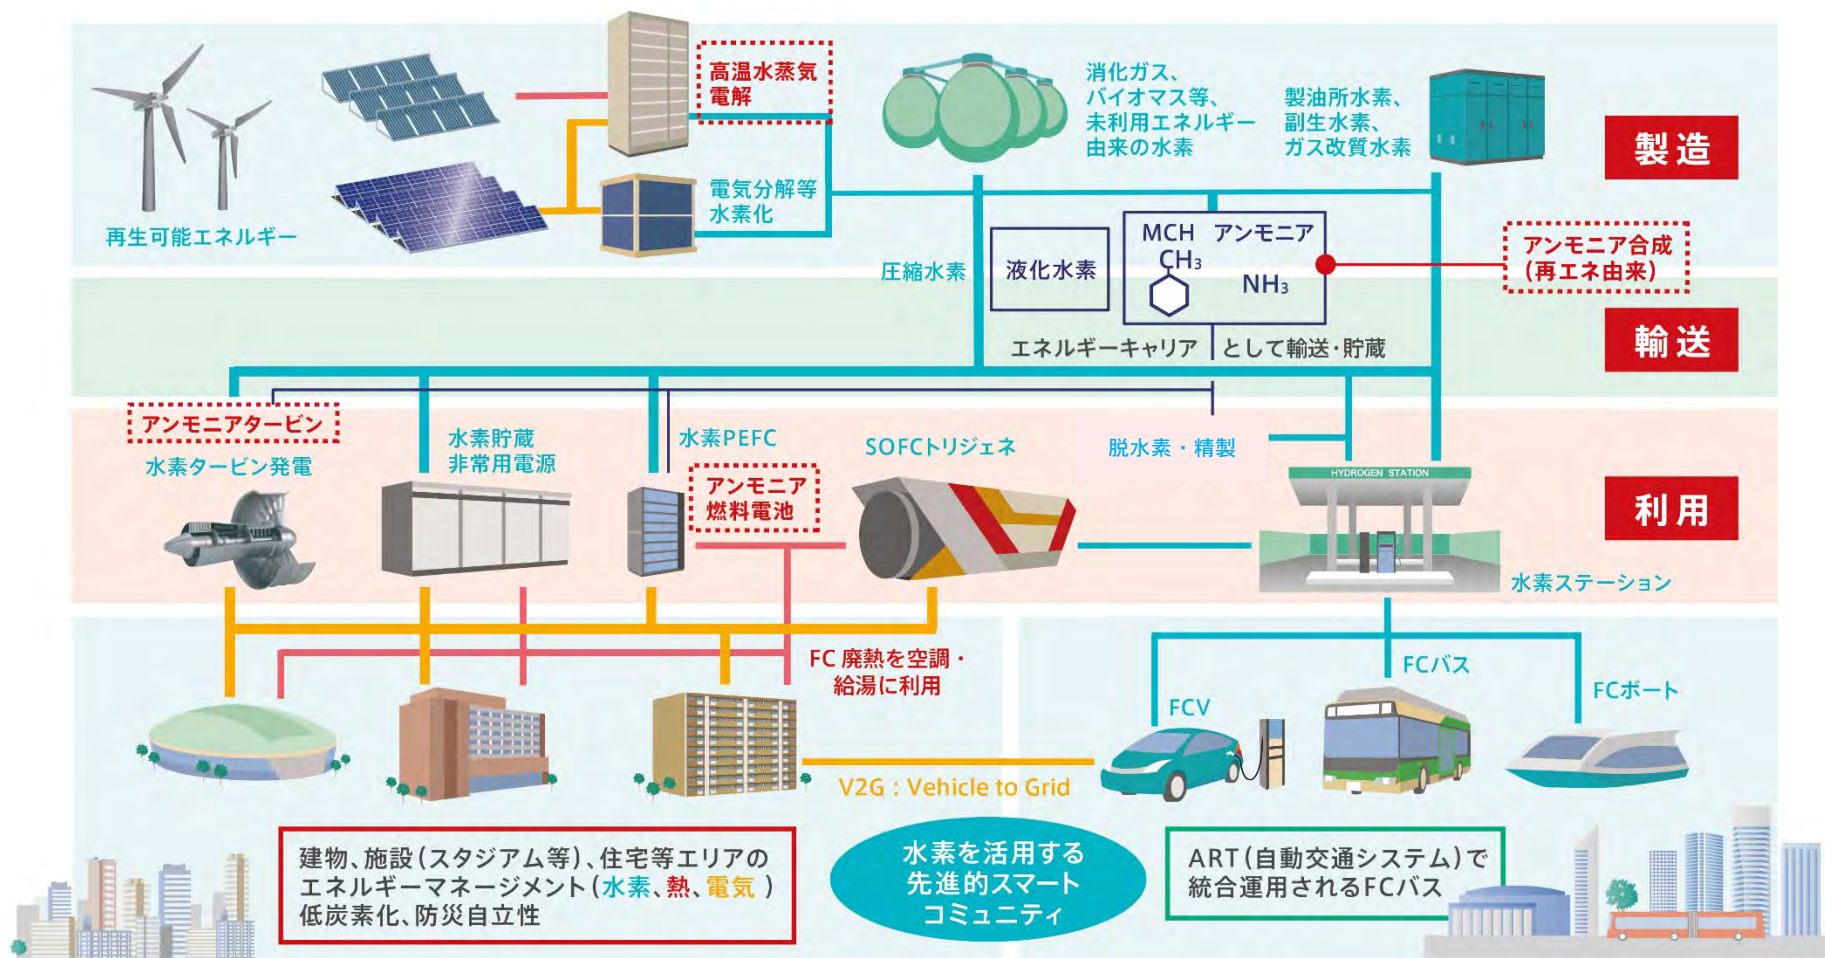 高温水蒸気
電解
消化ガス、
バイオマス等、
未利用エネルギー
由来の水素
製油所水素、
副生水素、
ガス改質水素
製造
電気分解等
水素化
再生可能エネルギー
圧縮水素
液化水素
MCH アンモニア
CH₃
NH₃
アンモニア合成
(再エネ由来)
エネルギーキャリア として輸送・貯蔵
輸送
アンモニアタービン
水素タービン発電
水素貯蔵
非常用電源
水素PEFC
アンモニア
燃料電池
SOFCトリジェネ
脱水素・精製
HYDROGEN STATION
水素ステーション
利用
FC 廃熱を空調・
給湯に利用
FCV
FCバス
FCボート
V2G : Vehicle to Grid
建物、施設(スタジアム等)、住宅等エリアの
エネルギーマネージメント(水素、熱、電気)
低炭素化、防災自立性
水素を活用する
先進的スマート
コミュニティ
ART(自動交通システム)で
統合運用されるFCバス